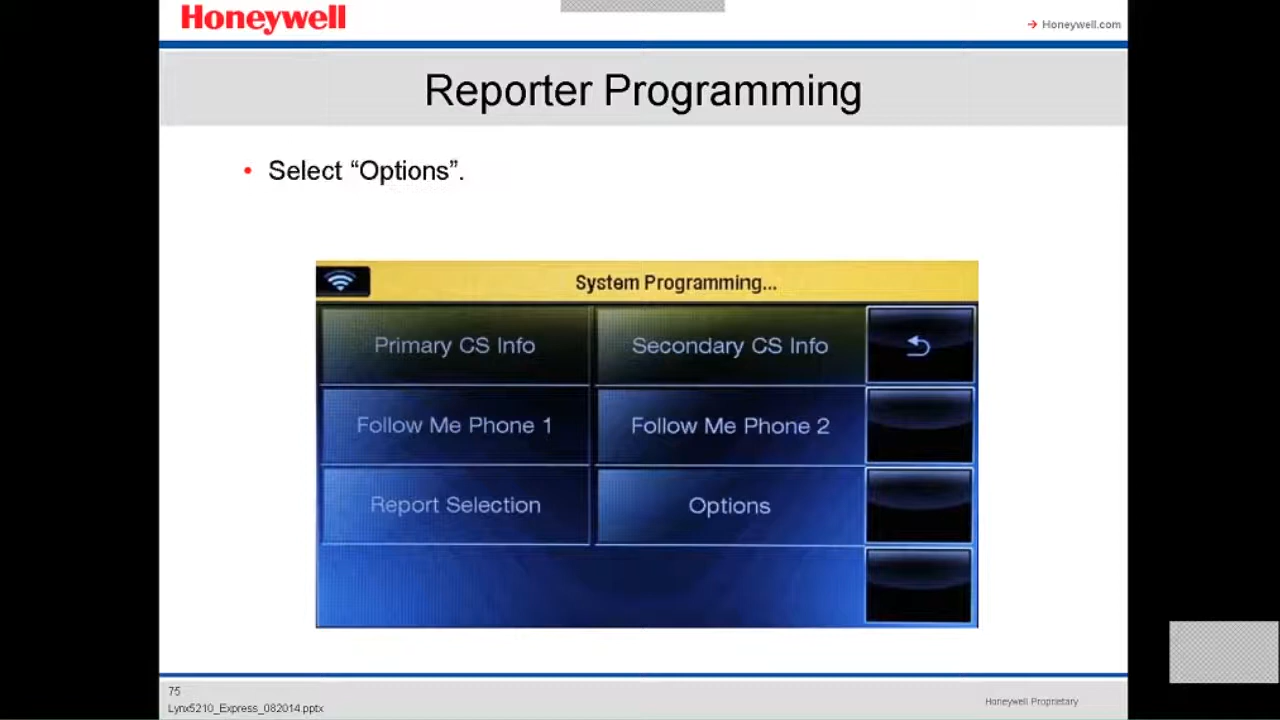 Honeywell
Honeywell.com
Reporter Programming
• Select “Options”.
System Programming...
Primary CS Info
Secondary CS Info
Follow Me Phone 1
Follow Me Phone 2
Report Selection
Options
75
Lynx5210_Express_082014.pptx
Honeywell Proprietary